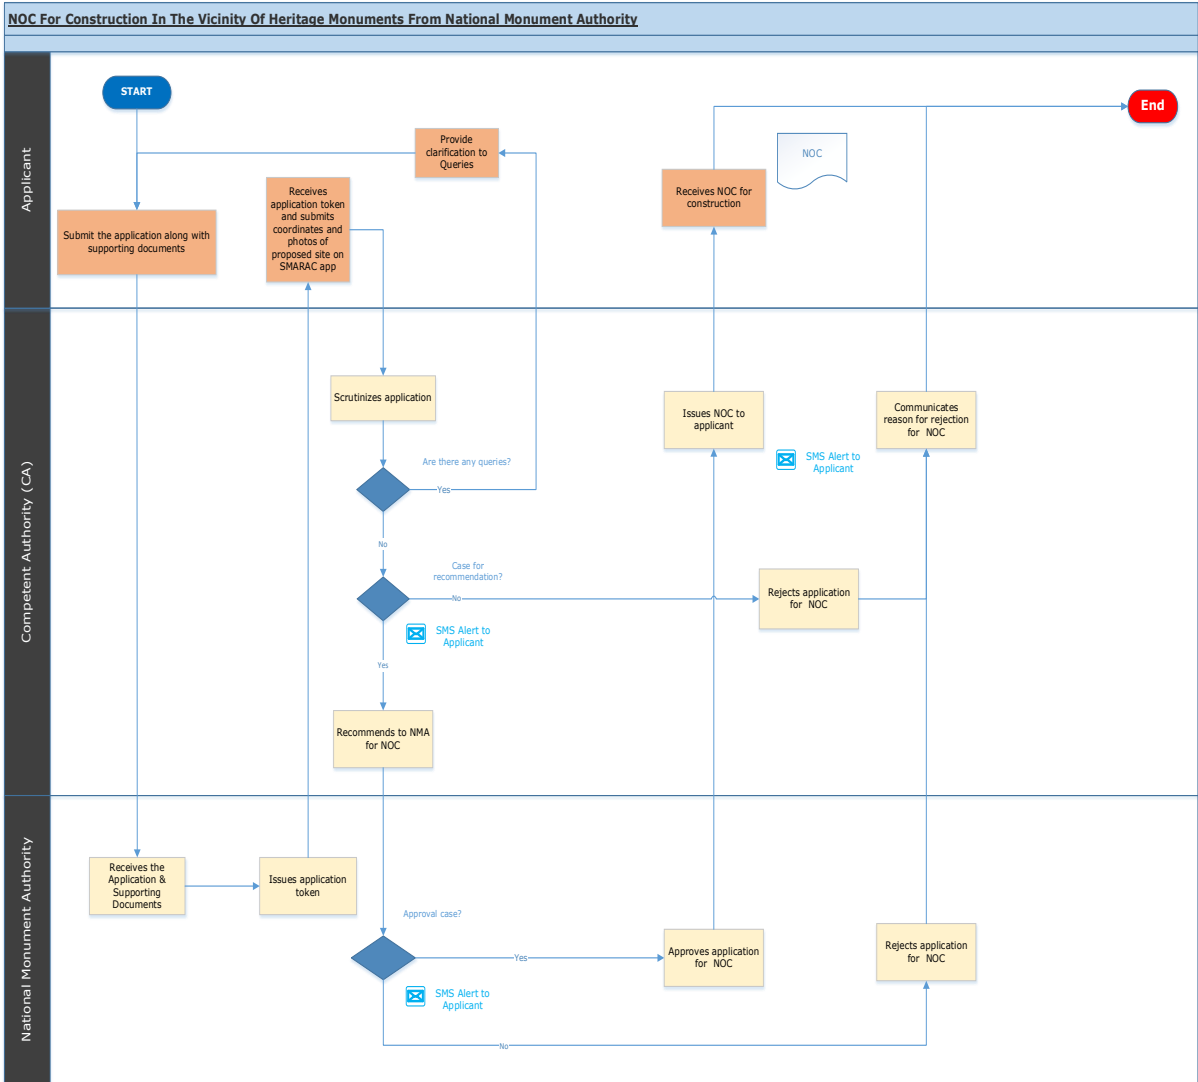 NOC For Construction In The Vicinity Of Heritage Monuments From National Monument Authority
Applicant
START
End
Provide
clarification to
Queries
NOC
Receives
application token
and submits
coordinates and
photos of
proposed site on
SMARAC app
Receives NOC for
construction
Submit the application along with
supporting documents
Competent Authority (CA)
Scrutinizes application
Issues NOC to
applicant
Communicates
reason for rejection
for NOC
Are there any queries?
Yes
SMS Alert to
Applicant
No
Case for
recommendation?
No
Rejects application
for NOC
SMS Alert to
Applicant
Yes
Recommends to NMA
for NOC
National Monument Authority
Receives the
Application &
Supporting
Documents
Issues application
token
Approval case?
Yes
Approves application
for NOC
Rejects application
for NOC
SMS Alert to
Applicant
No